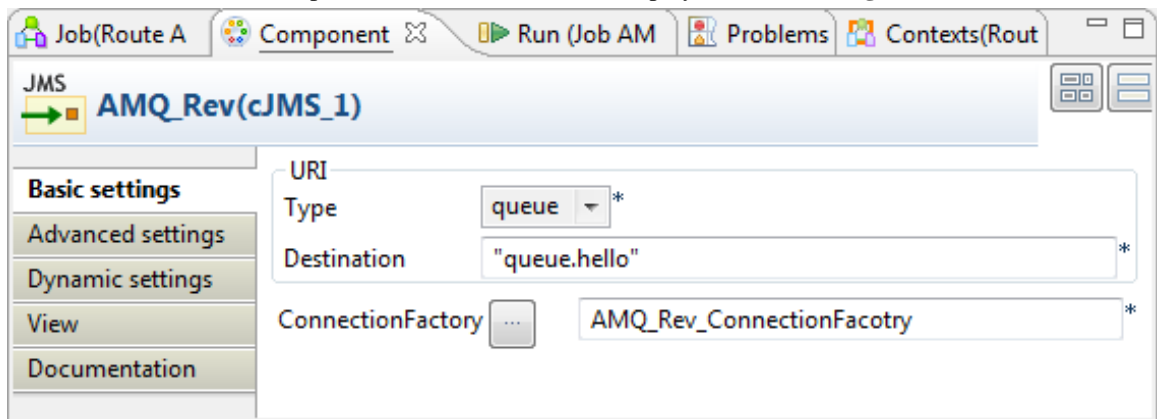 Job(Route A Component Run (Job AM Problems Contexts(Rout
JMS
AMQ_Rev(cJMS_1)
Basic settings
Advanced settings
Dynamic settings
View
Documentation
URI
Type queue *
Destination "queue.hello" *
ConnectionFactory ... AMQ_Rev_ConnectionFacotry *